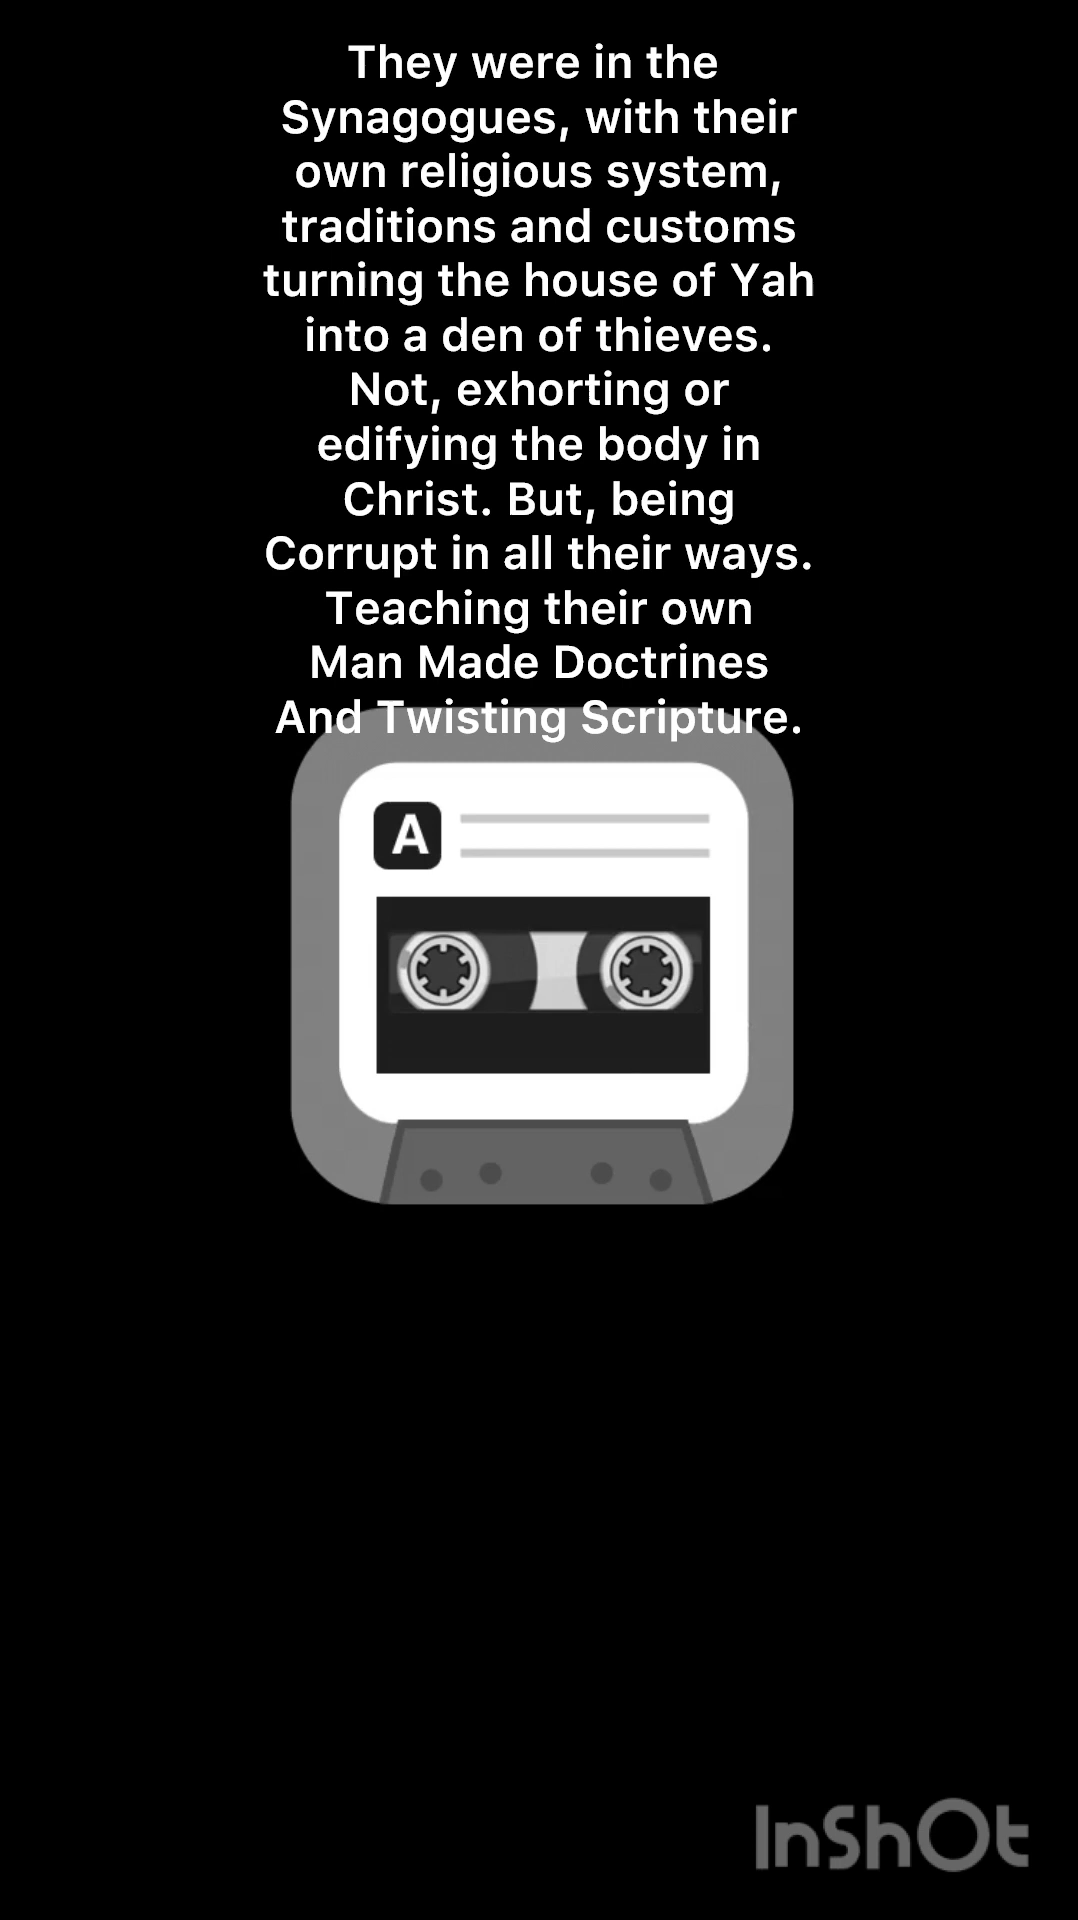 They were in the
Synagogues, with their
own religious system,
traditions and customs
turning the house of Yah
into a den of thieves.
Not, exhorting or
edifying the body in
Christ. But, being
Corrupt in all their ways.
Teaching their own
Man Made Doctrines
And Twisting Scripture.
A
InShOt